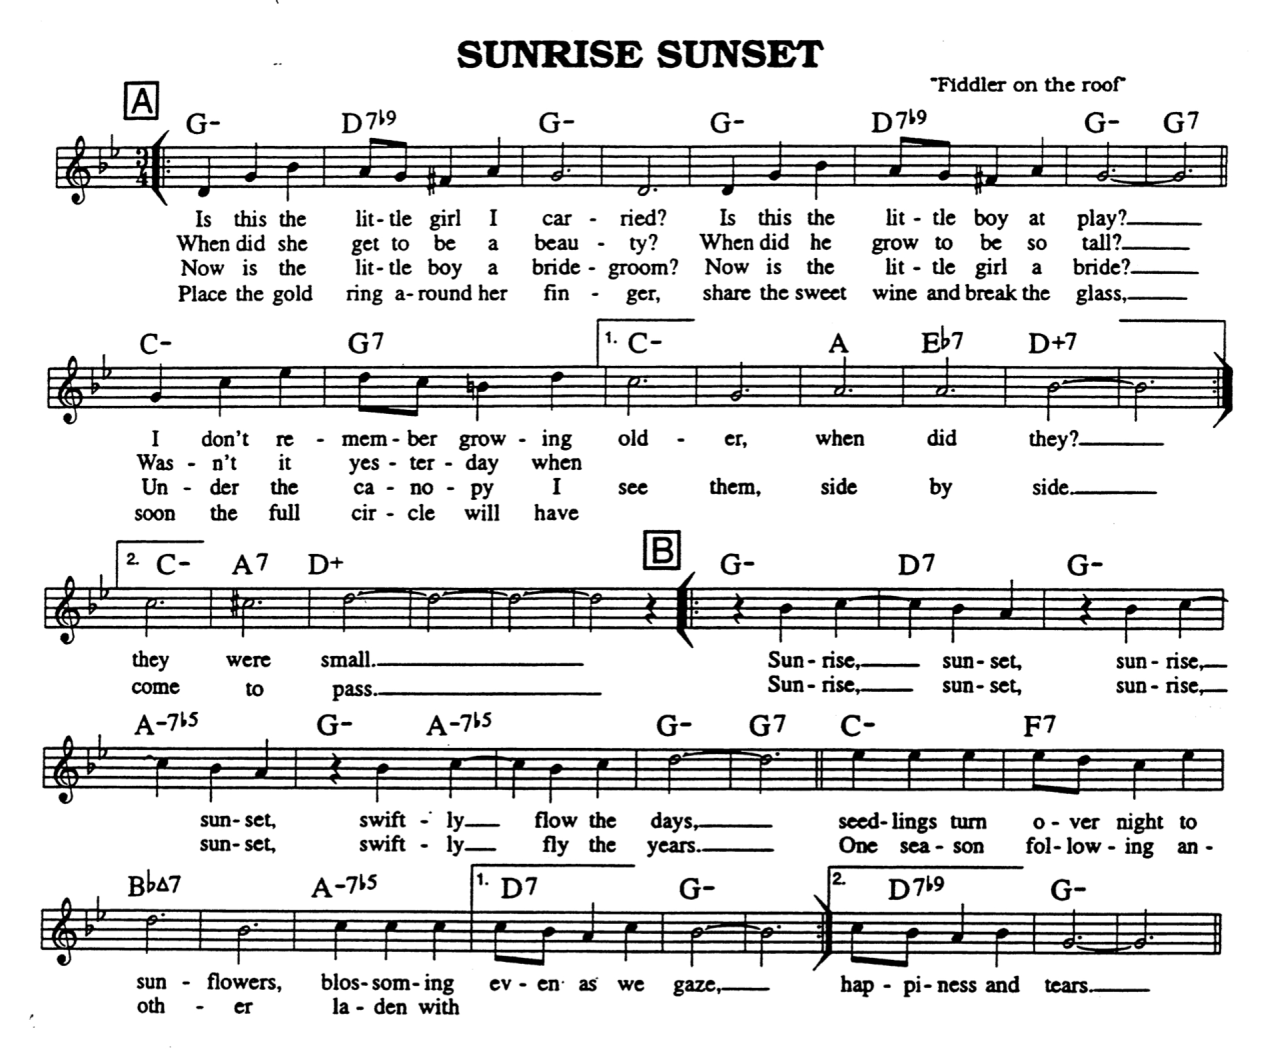 SUNRISE SUNSET
"Fiddler on the roof"
A
G- D7♭9 G- G- D7♭9 G- G7
3/4
Is this the lit-tle girl I car - ried? Is this the lit - tle boy at play?
When did she get to be a beau - ty? When did he grow to be so tall?
Now is the lit-tle boy a bride - groom? Now is the lit - tle girl a bride?
Place the gold ring a-round her fin - ger, share the sweet wine and break the glass,
C- G7 1. C- A E♭7 D+7
I don't re - mem - ber grow - ing old - er, when did they?
Was - n't it yes - ter - day when
Un - der the ca - no - py I see them, side by side.
soon the full cir - cle will have
2. C- A7 D+ B G- D7 G-
they were small. Sun- rise, sun- set, sun- rise,
come to pass. Sun- rise, sun- set, sun- rise,
A-7♭5 G- A-7♭5 G- G7 C- F7
sun- set, swift - ly flow the days, seed-lings turn o - ver night to
sun- set, swift - ly fly the years. One sea - son fol-low - ing an -
B♭△7 A-7♭5 1. D7 G- 2. D7♭9 G-
sun - flowers, blos-som-ing ev - en as we gaze, hap - pi-ness and tears.
oth - er la - den with